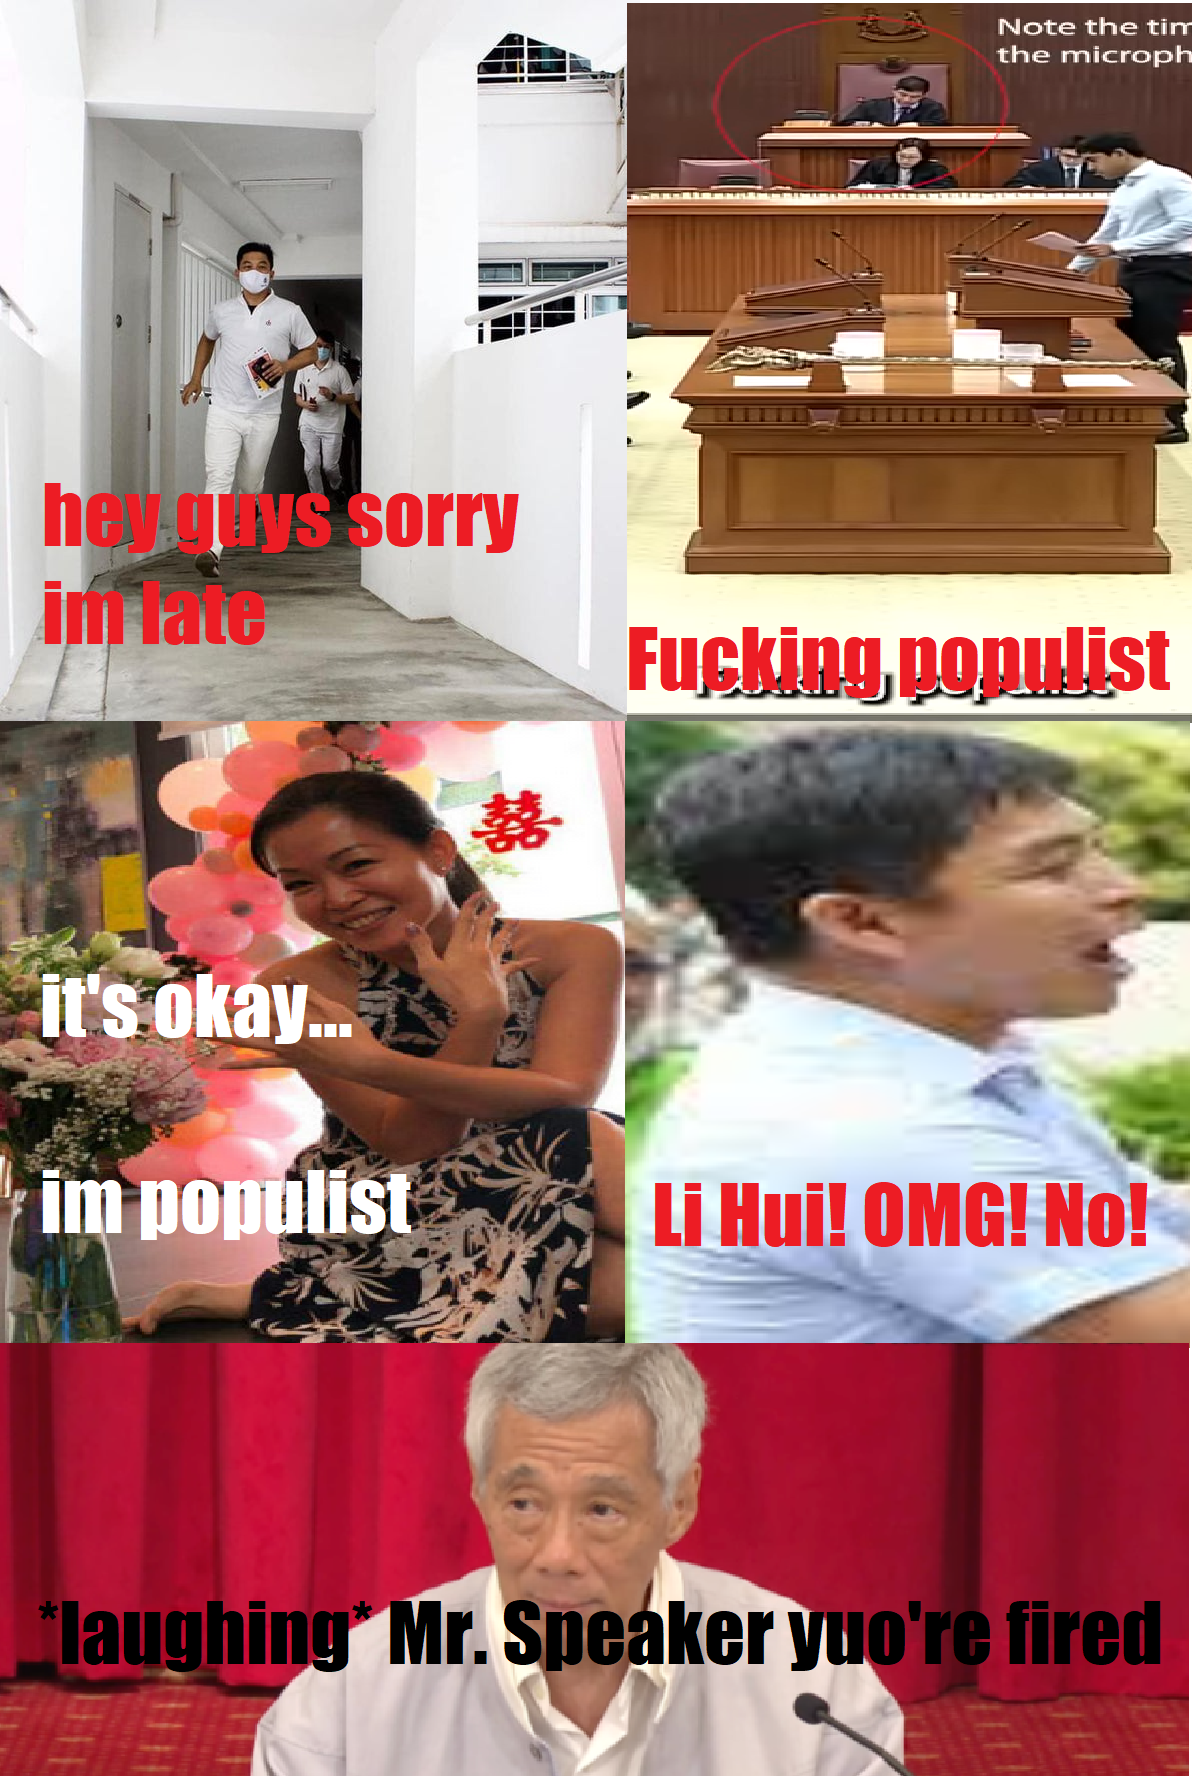 Note the tim
the microph
hey guys sorry
im late
Fucking populist
囍
it's okay...
im populist
Li Hui! OMG! No!
*laughing* Mr. Speaker yuo're fired